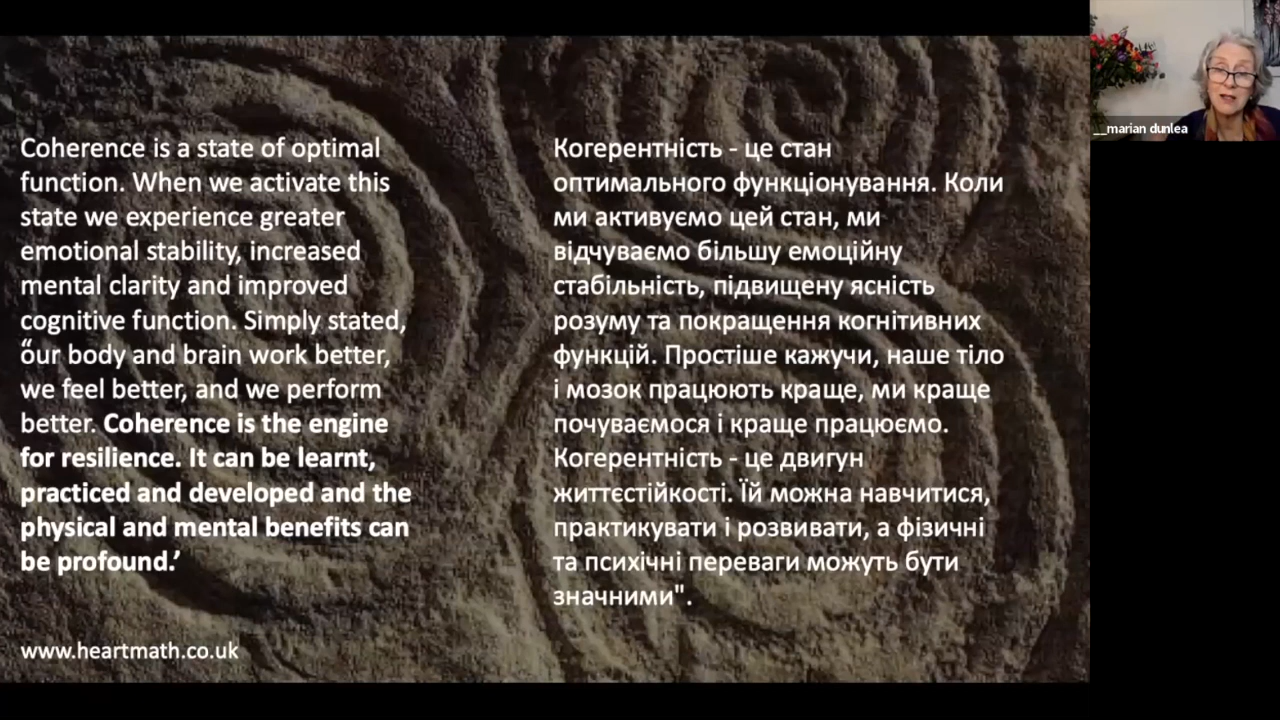 Coherence is a state of optimal
function. When we activate this
state we experience greater
emotional stability, increased
mental clarity and improved
cognitive function. Simply stated,
“our body and brain work better,
we feel better, and we perform
better. Coherence is the engine
for resilience. It can be learnt,
practiced and developed and the
physical and mental benefits can
be profound.’
www.heartmath.co.uk
Когерентність - це стан
оптимального функціонування. Коли
ми активуємо цей стан, ми
відчуваємо більшу емоційну
стабільність, підвищену ясність
розуму та покращення когнітивних
функцій. Простіше кажучи, наше тіло
і мозок працюють краще, ми краще
почуваємося і краще працюємо.
Когерентність - це двигун
життєстійкості. Їй можна навчитися,
практикувати і розвивати, а фізичні
та психічні переваги можуть бути
значними".
__marian dunlea